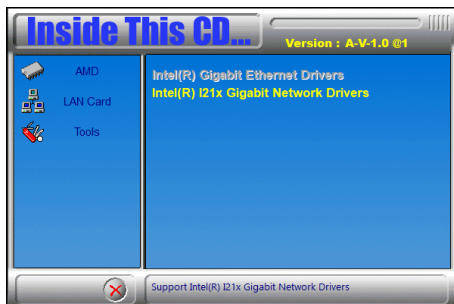 Inside This CD...
Version : A-V-1.0 @1
AMD
LAN Card
Tools
Intel(R) Gigabit Ethernet Drivers
Intel(R) I21x Gigabit Network Drivers
Support Intel(R) I21x Gigabit Network Drivers